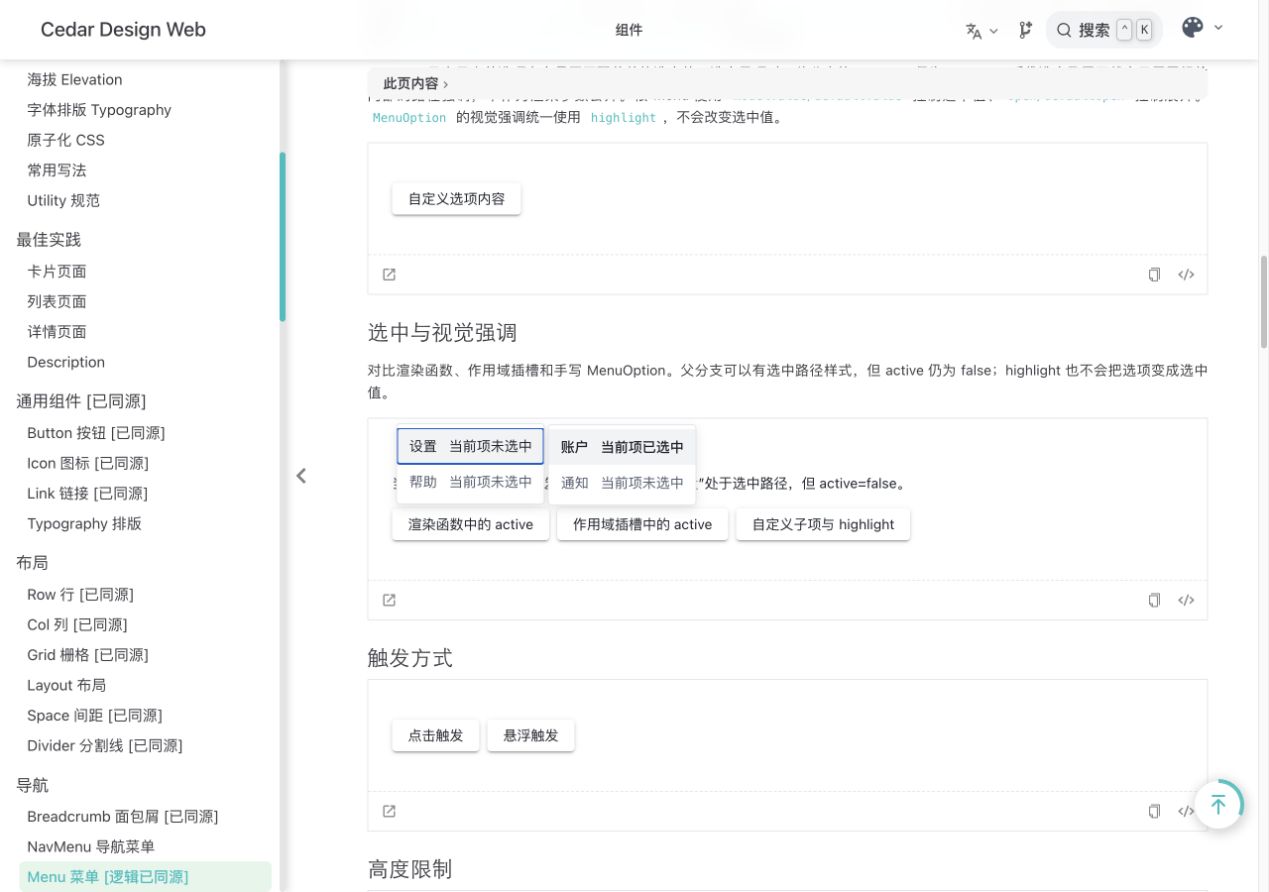 Cedar Design Web
组件
搜索
^
K
海拔 Elevation
字体排版 Typography
原子化 CSS
常用写法
Utility 规范
最佳实践
卡片页面
列表页面
详情页面
Description
通用组件 [已同源]
Button 按钮 [已同源]
Icon 图标 [已同源]
Link 链接 [已同源]
Typography 排版
布局
Row 行 [已同源]
Col 列 [已同源]
Grid 栅格 [已同源]
Layout 布局
Space 间距 [已同源]
Divider 分割线 [已同源]
导航
Breadcrumb 面包屑 [已同源]
NavMenu 导航菜单
Menu 菜单 [逻辑已同源]
此页内容
MenuOption 的视觉强调统一使用 highlight ，不会改变选中值。
自定义选项内容
选中与视觉强调
对比渲染函数、作用域插槽和手写 MenuOption。父分支可以有选中路径样式，但 active 仍为 false；highlight 也不会把选项变成选中
值。
设置 当前项未选中
账户 当前项已选中
帮助 当前项未选中
通知 当前项未选中
”处于选中路径，但 active=false。
渲染函数中的 active
作用域插槽中的 active
自定义子项与 highlight
触发方式
点击触发
悬浮触发
高度限制